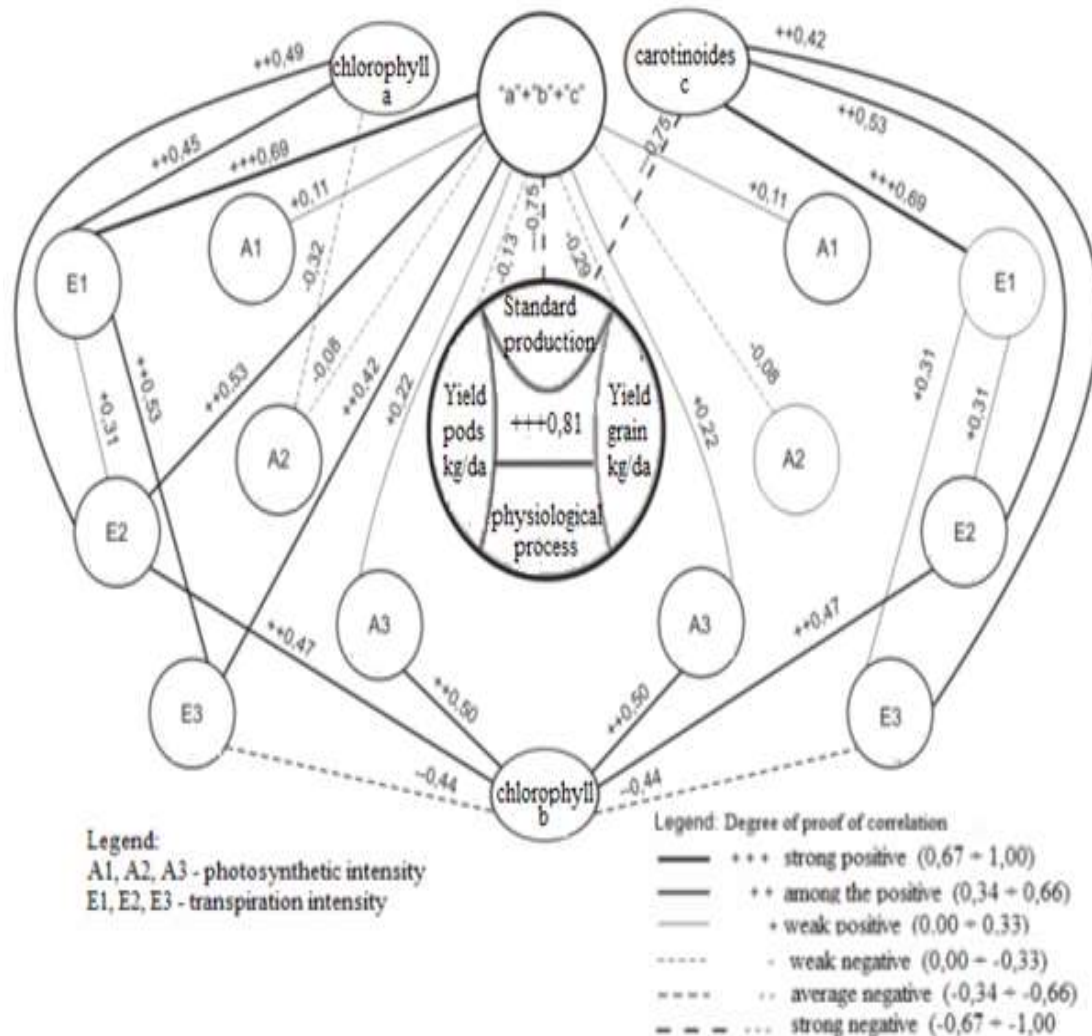 chlorophyll
a
"a"+"b"+"c"
carotinoides
c
++0,49
++0,45
+++0,69
+0,11
-0,32
-0,08
++0,53
++0,42
+0,22
-0,13
--0,75
-0,29
--0,75
++0,42
++0,53
+++0,69
+0,11
-0,08
+0,22
+0,31
+0,31
E1
A1
A1
E1
+0,31
++0,53
Standard
production
Yield
pods
kg/da
+++0,81
Yield
grain
kg/da
physiological
process
A2
A2
E2
E2
A3
A3
++0,47
++0,47
E3
E3
++0,50
++0,50
--0,44
--0,44
chlorophyll
b
Legend:
A1, A2, A3 - photosynthetic intensity
E1, E2, E3 - transpiration intensity
Legend: Degree of proof of correlation
+++ strong positive (0,67 ÷ 1,00)
++ among the positive (0,34 ÷ 0,66)
+ weak positive (0.00 ÷ 0,33)
- weak negative (0,00 ÷ -0,33)
-- average negative (-0,34 ÷ -0,66)
--- strong negative (-0,67 ÷ -1,00